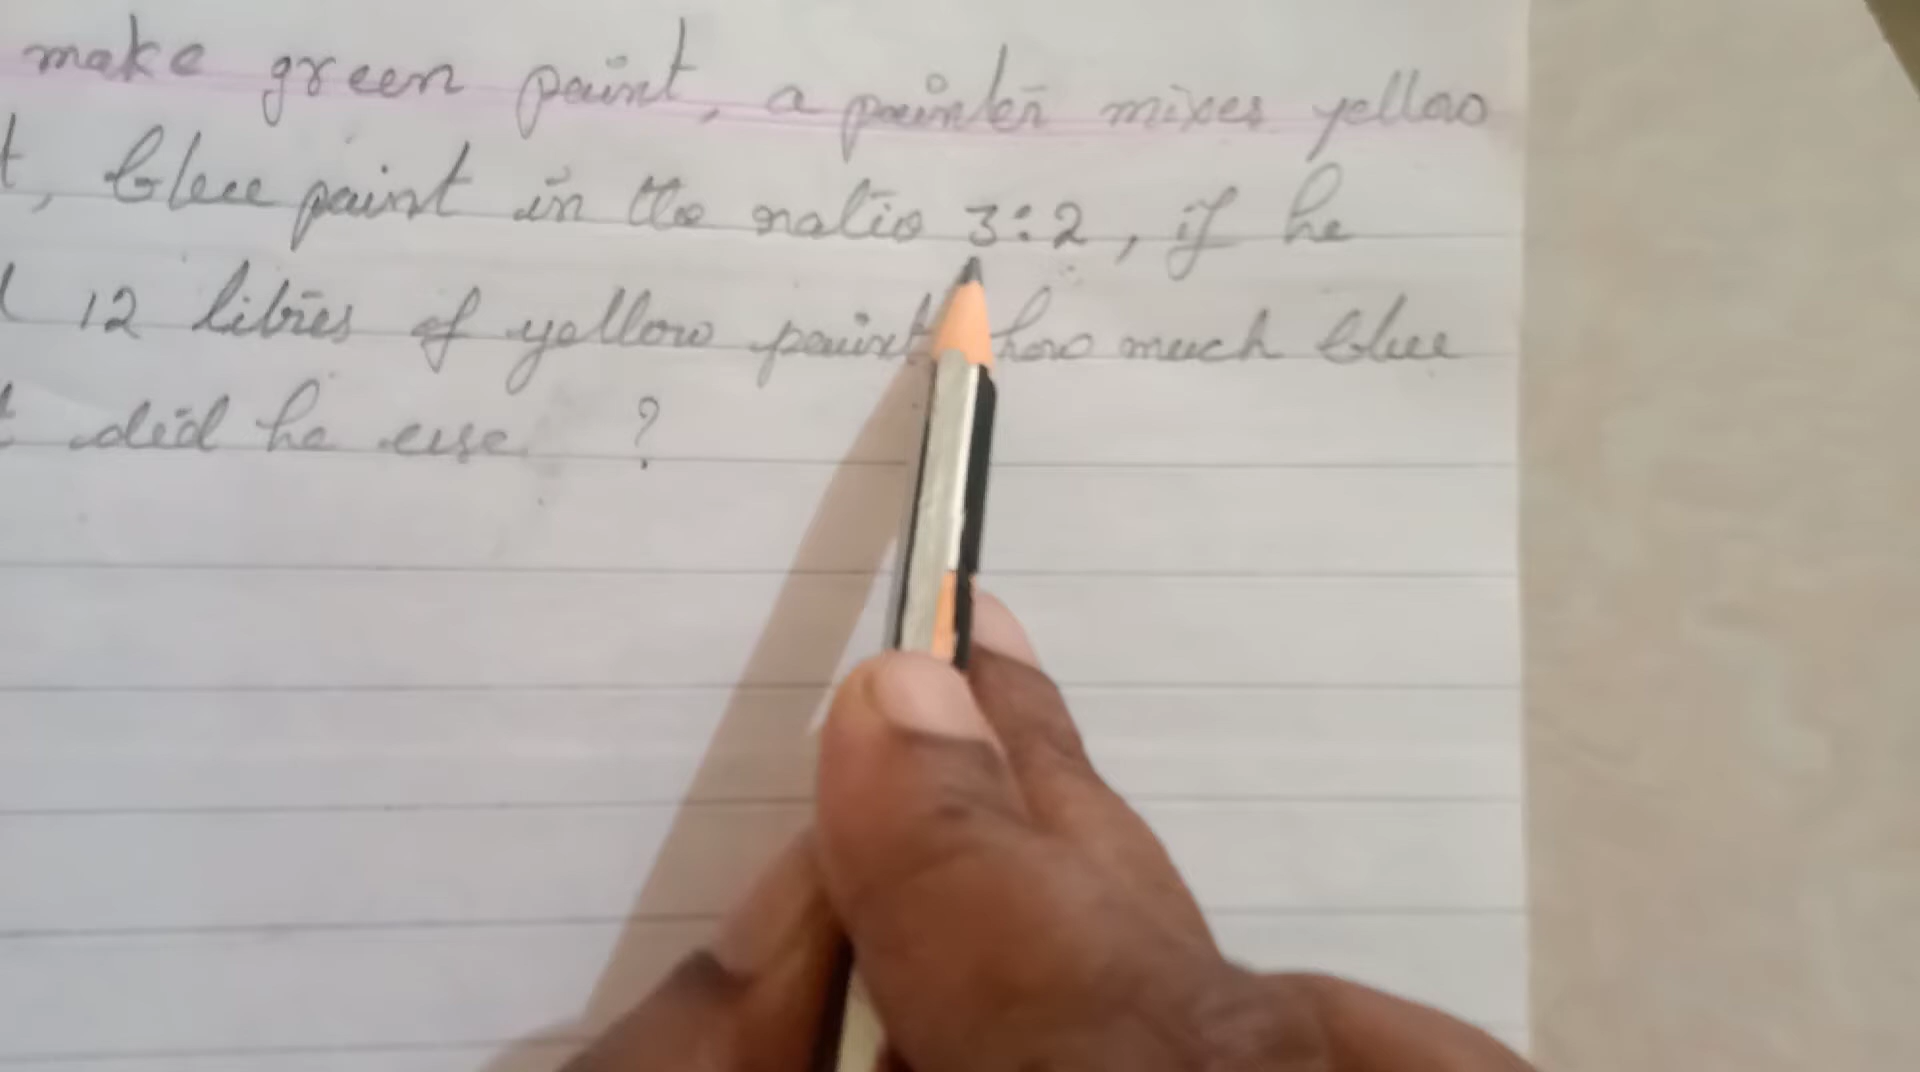 make green paint, a painter mixes yellow
t, blue paint in the ratio 3:2, if he
12 litres of yellow paint how much blue
t did he use ?